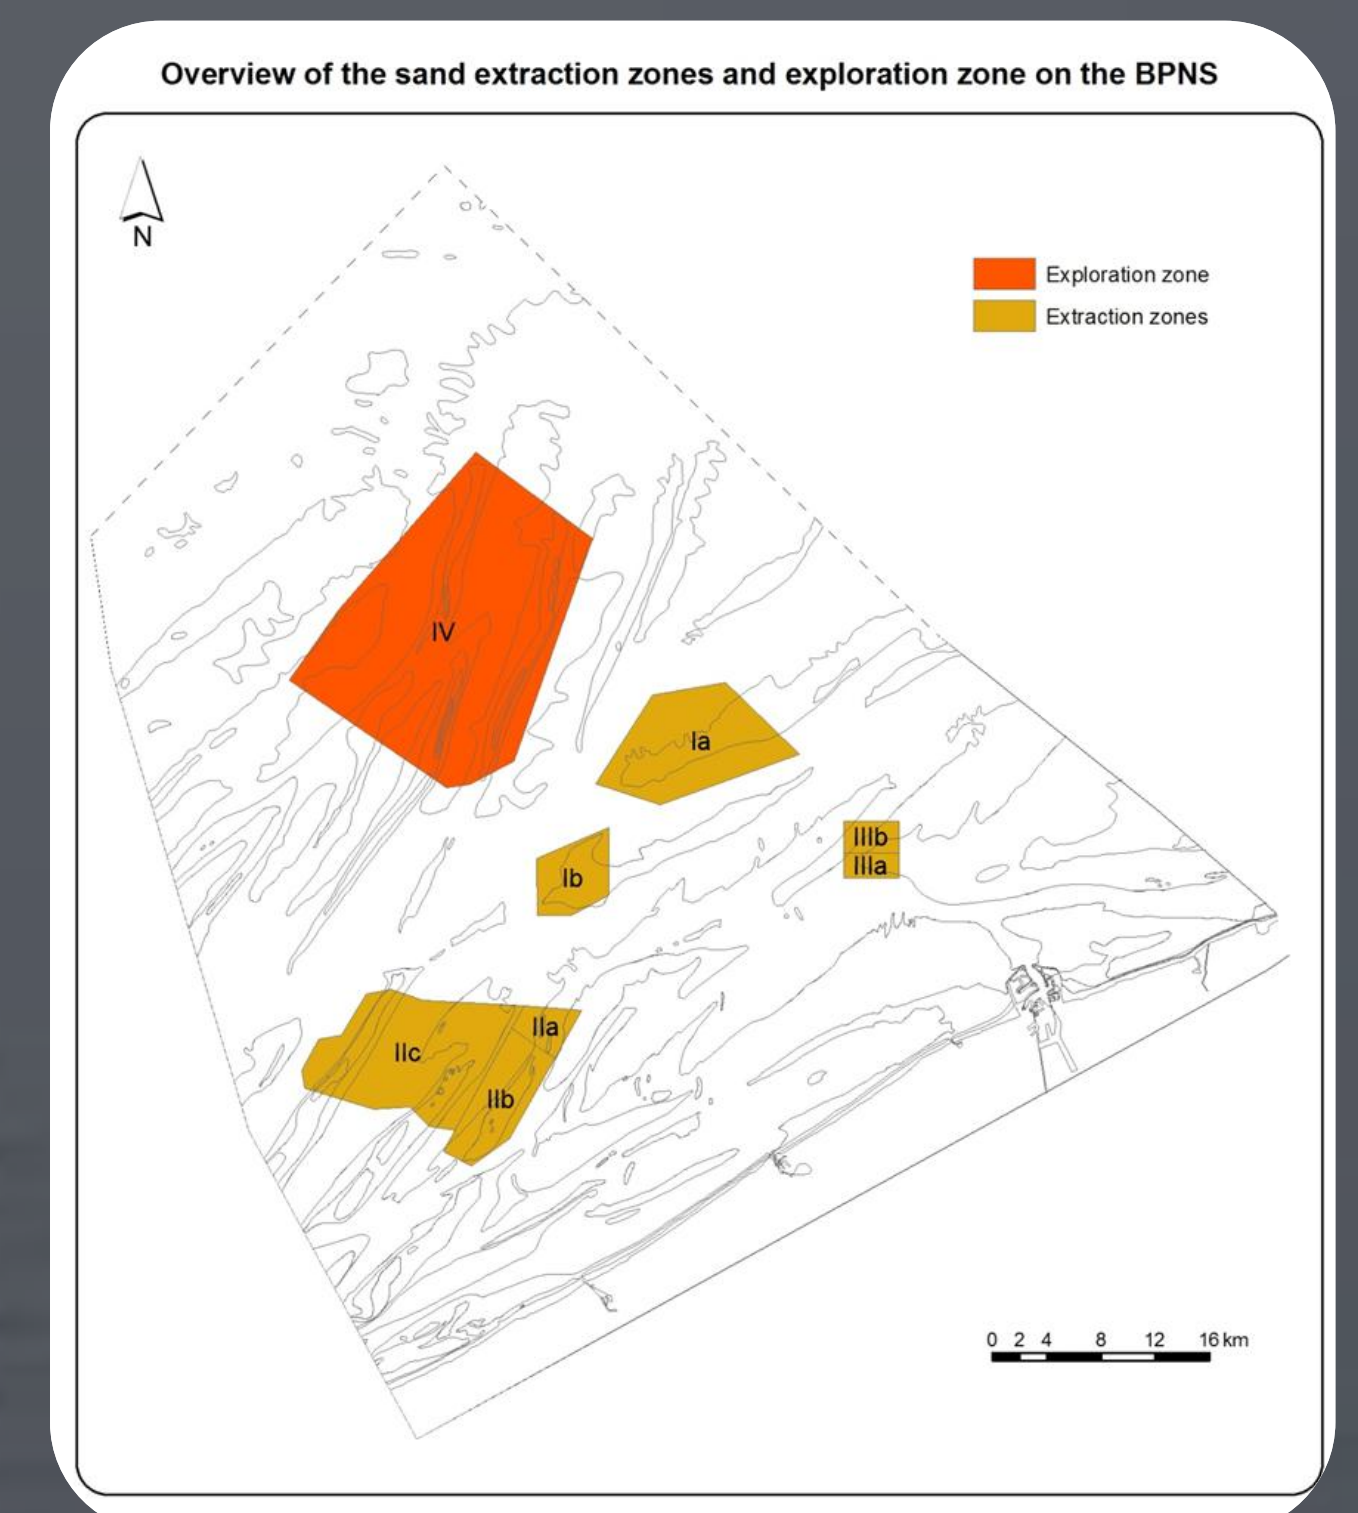 Overview of the sand extraction zones and exploration zone on the BPNS
N
Exploration zone
Extraction zones
IV
Ia
IIIb
IIIa
Ib
IIa
IIc
IIb
0 2 4 8 12 16 km